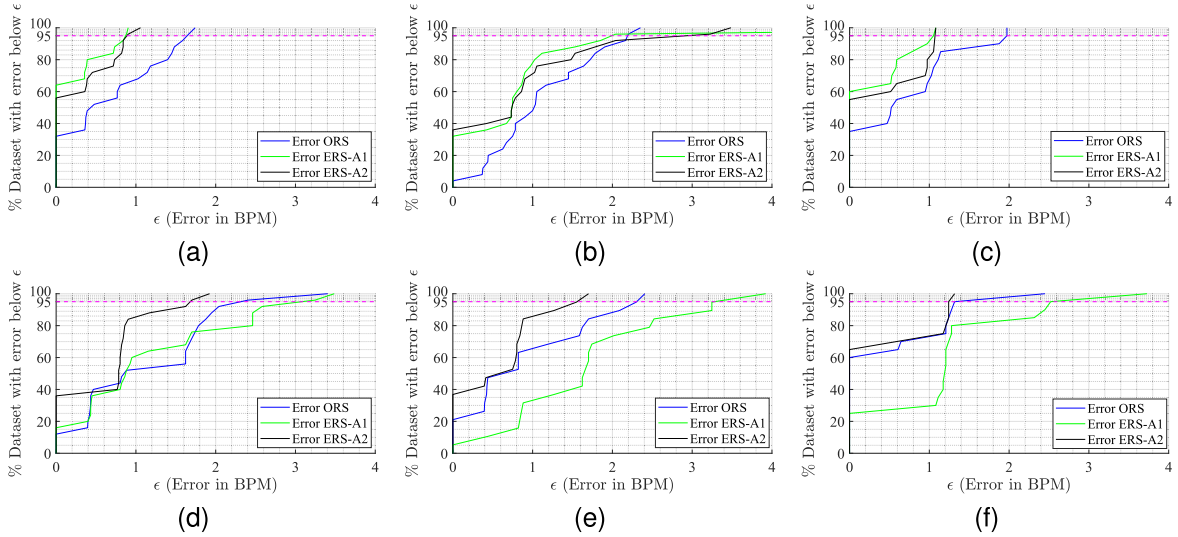 % Dataset with error below ϵ
100
95
80
60
40
20
0
0 1 2 3 4
ϵ (Error in BPM)
Error ORS
Error ERS-A1
Error ERS-A2
(a)
% Dataset with error below ϵ
100
95
80
60
40
20
0
0 1 2 3 4
ϵ (Error in BPM)
Error ORS
Error ERS-A1
Error ERS-A2
(b)
% Dataset with error below ϵ
100
95
80
60
40
20
0
0 1 2 3 4
ϵ (Error in BPM)
Error ORS
Error ERS-A1
Error ERS-A2
(c)
% Dataset with error below ϵ
100
95
80
60
40
20
0
0 1 2 3 4
ϵ (Error in BPM)
Error ORS
Error ERS-A1
Error ERS-A2
(d)
% Dataset with error below ϵ
100
95
80
60
40
20
0
0 1 2 3 4
ϵ (Error in BPM)
Error ORS
Error ERS-A1
Error ERS-A2
(e)
% Dataset with error below ϵ
100
95
80
60
40
20
0
0 1 2 3 4
ϵ (Error in BPM)
Error ORS
Error ERS-A1
Error ERS-A2
(f)